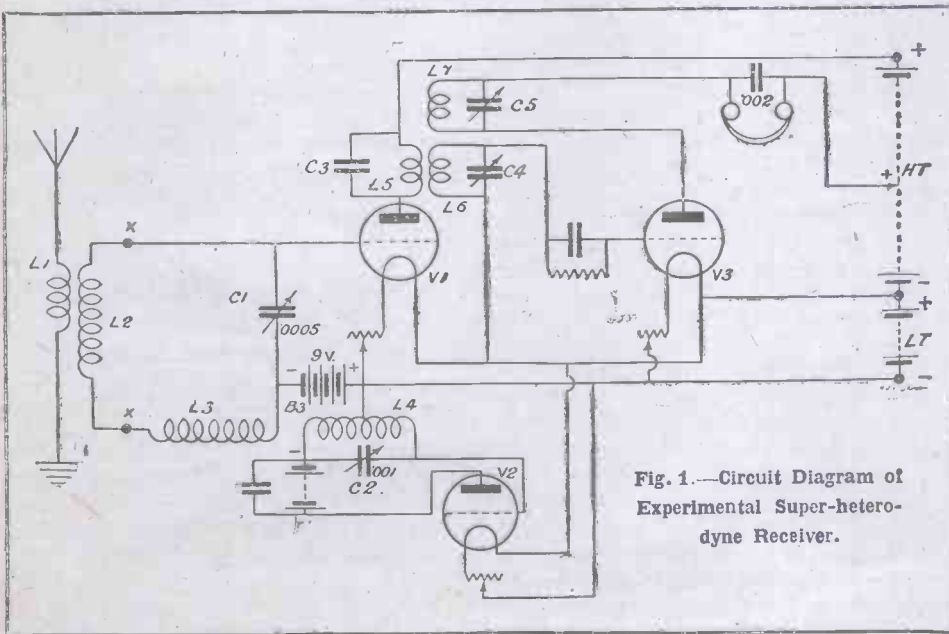 +
L7
C5
.002
C3
L5
C4
+ HT
L6
V1
V3
L1
x
C1
L2
.0005
-
+
9v.
- +
LT
B3
-
x
L3
L4
-
.001
C2.
V2
Fig. 1.—Circuit Diagram of
Experimental Super-hetero-
dyne Receiver.